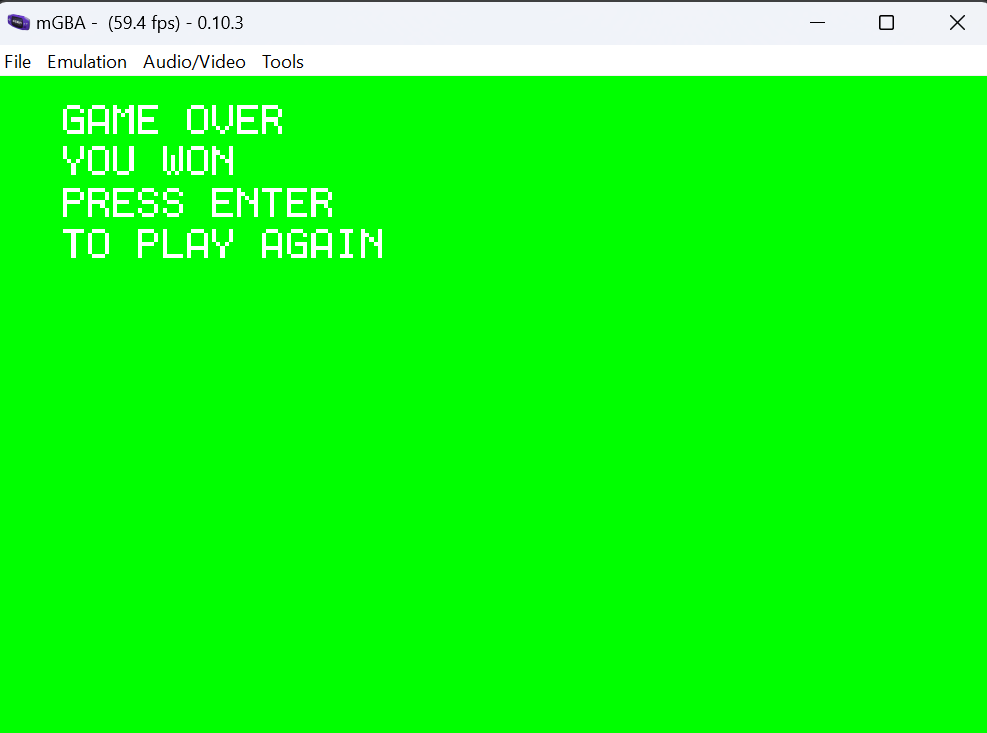 mGBA - (59.4 fps) - 0.10.3
File Emulation Audio/Video Tools
GAME OVER
YOU WON
PRESS ENTER
TO PLAY AGAIN